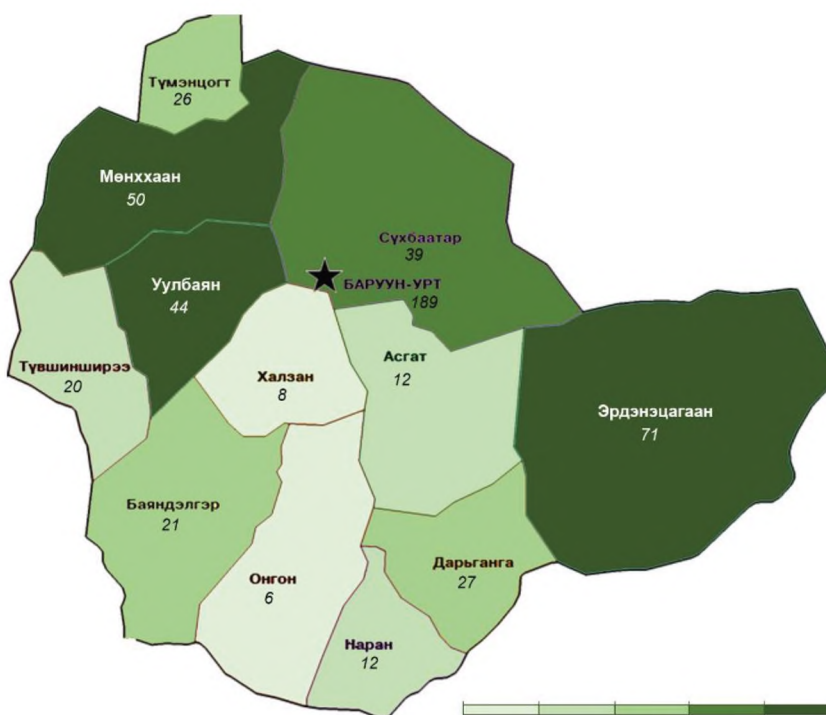 Түмэнцогт
26
Мөнххаан
50
Сүхбаатар
39
БАРУУН-УРТ
189
Уулбаян
44
Түвшинширээ
20
Халзан
8
Асгат
12
Эрдэнэцагаан
71
Баяндэлгэр
21
Онгон
6
Дарьганга
27
Наран
12